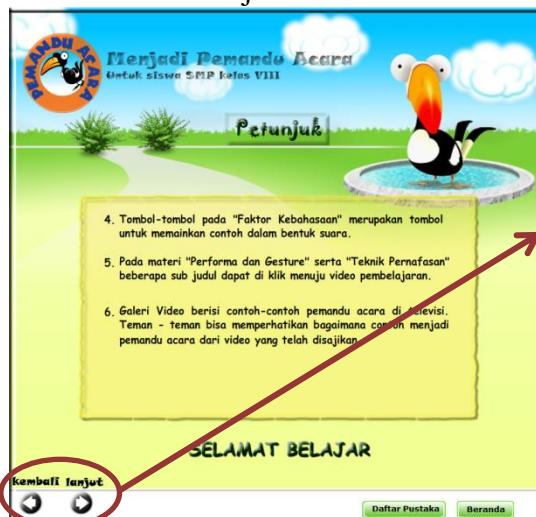 PEMANDU ACARA
Menjadi Pemandu Acara
Untuk siswa SMP kelas VIII
Petunjuk
4. Tombol-tombol pada "Faktor Kebahasaan" merupakan tombol
untuk memainkan contoh dalam bentuk suara.
5. Pada materi "Performa dan Gesture" serta "Teknik Pernafasan"
beberapa sub judul dapat di klik menuju video pembelajaran.
6. Galeri Video berisi contoh-contoh pemandu acara di televisi.
Teman - teman bisa memperhatikan bagaimana contoh menjadi
pemandu acara dari video yang telah disajikan.
SELAMAT BELAJAR
kembali lanjut
Daftar Pustaka Beranda